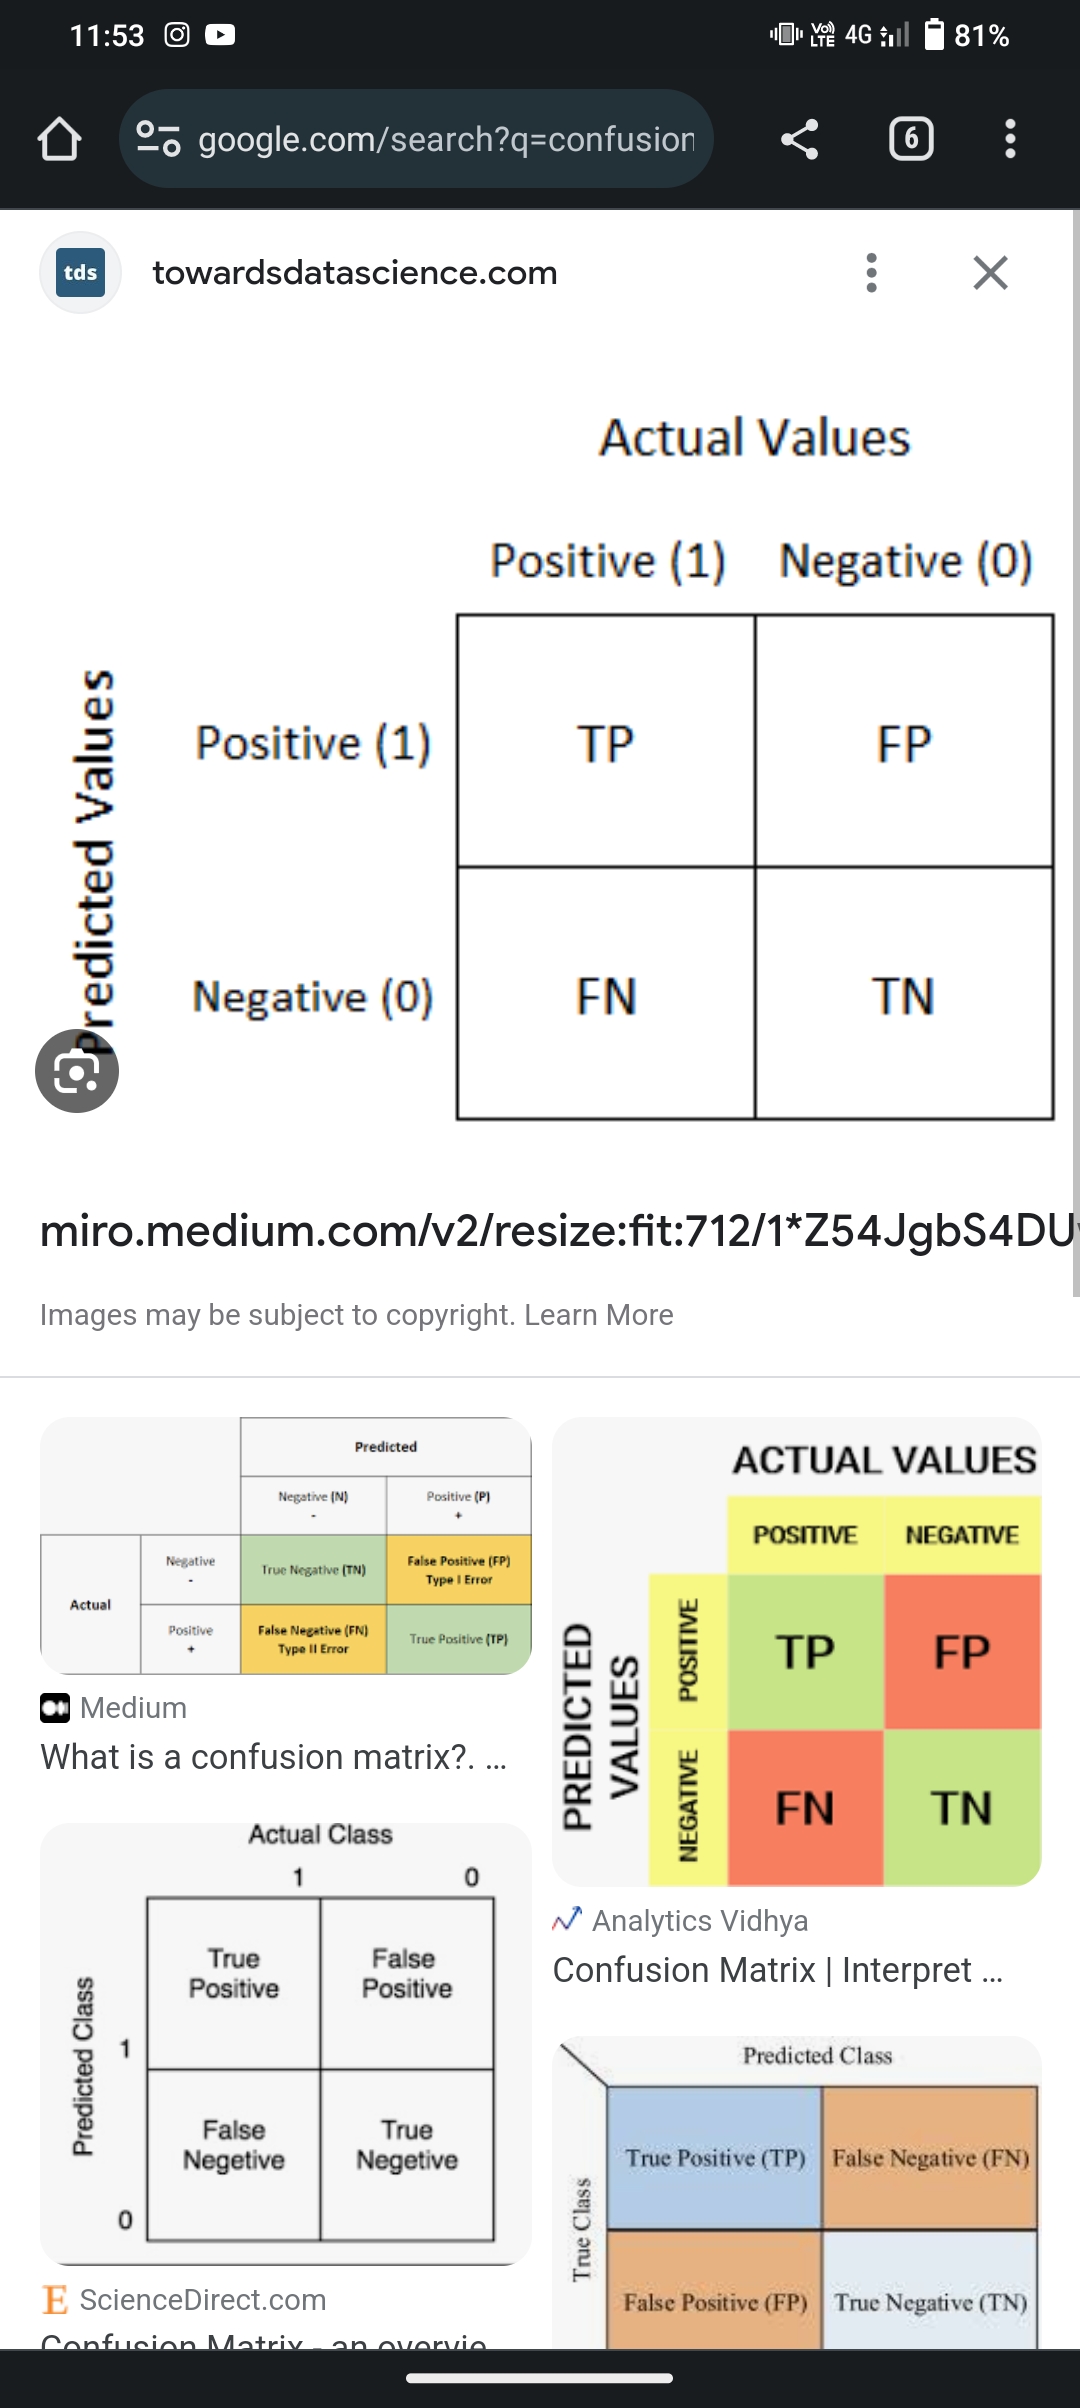 11:53
Vo)) LTE 4G 81%
google.com/search?q=confusion
6
tds
towardsdatascience.com
Actual Values
Positive (1) Negative (0)
Predicted Values
Positive (1) TP FP
Negative (0) FN TN
miro.medium.com/v2/resize:fit:712/1*Z54JgbS4DU
Images may be subject to copyright. Learn More
Predicted
Negative (N) Positive (P)
- +
Actual
Negative True Negative (TN) False Positive (FP)
- Type I Error
Positive False Negative (FN) True Positive (TP)
+ Type II Error
Medium
What is a confusion matrix?. ...
ACTUAL VALUES
POSITIVE NEGATIVE
PREDICTED
VALUES
POSITIVE TP FP
NEGATIVE FN TN
Analytics Vidhya
Confusion Matrix | Interpret ...
Actual Class
1 0
Predicted Class
True False
Positive Positive
1
False True
Negetive Negetive
0
E ScienceDirect.com
Confusion Matrix - an overvie
Predicted Class
True Class
True Positive (TP) False Negative (FN)
False Positive (FP) True Negative (TN)